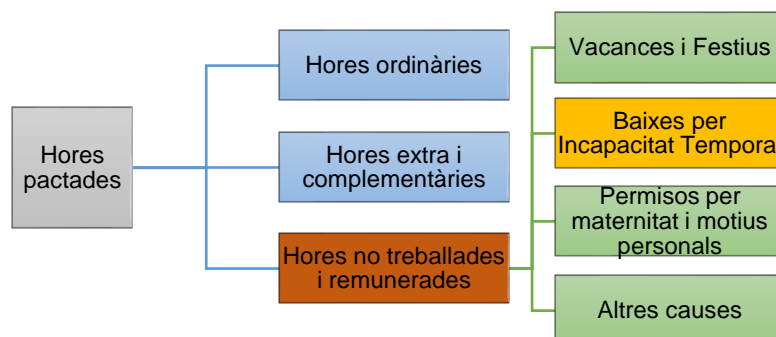 Hores
pactades
Hores ordinàries
Hores extra i
complementàries
Hores no treballades
i remunerades
Vacances i Festius
Baixes per
Incapacitat Tempora
Permisos per
maternitat i motius
personals
Altres causes